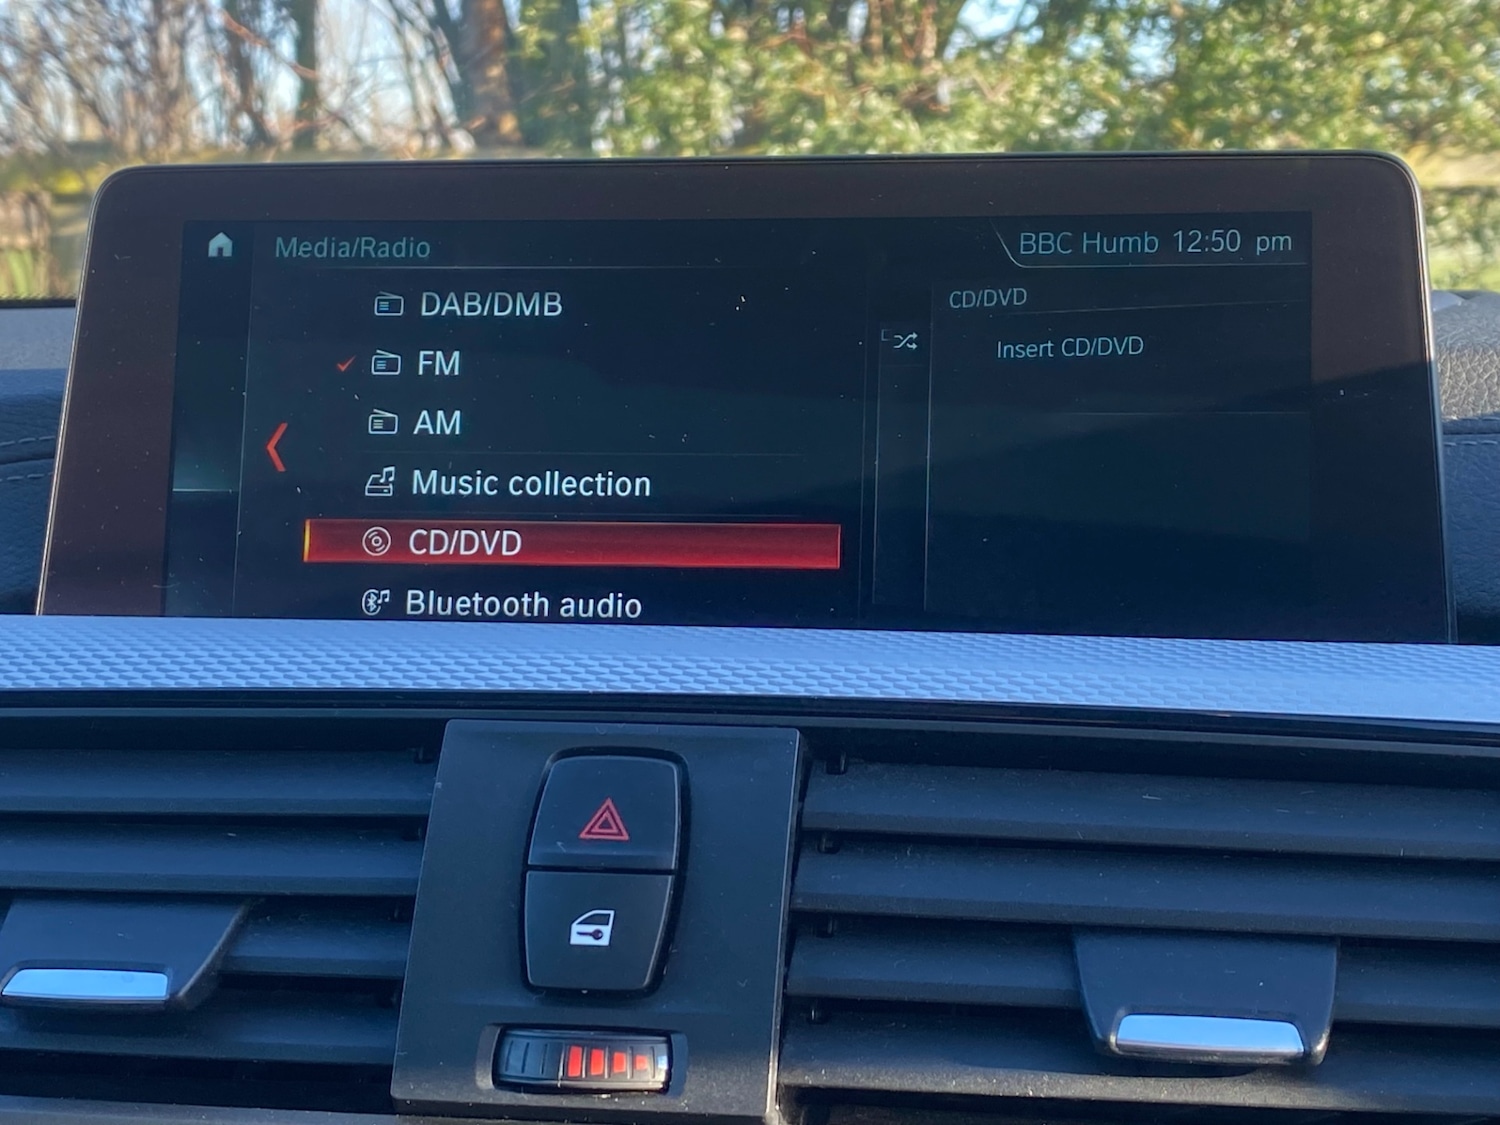 Media/Radio
BBC Humb 12:50 pm
DAB/DMB
FM
AM
Music collection
CD/DVD
Bluetooth audio
CD/DVD
Insert CD/DVD